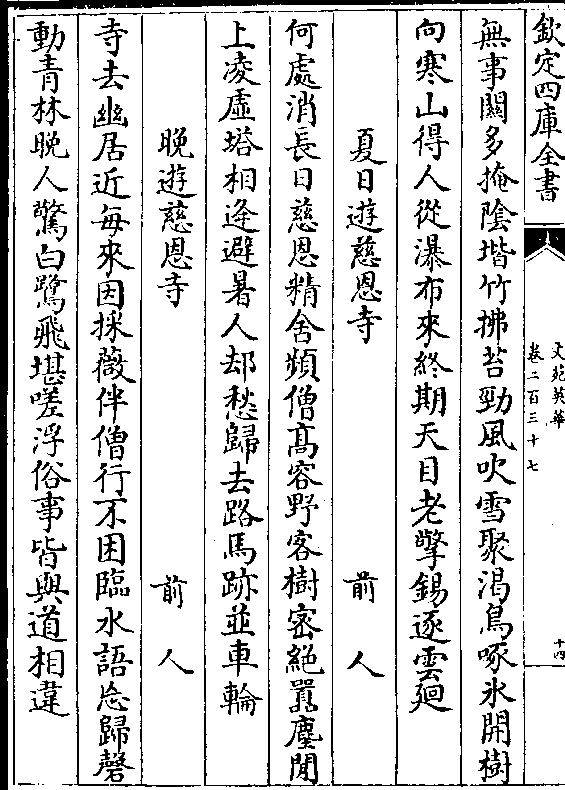 欽定四庫全書
文苑英華
卷二百三十七
十四
無事關多掩陰堦竹拂苔勁風吹雪聚渴鳥啄氷開樹
向寒山得人從瀑布來終期天目老擎錫逐雲廻
夏日遊慈恩寺　前人
何處消長日慈恩精舍頻僧髙容野客樹密絶囂塵閒
上凌虛塔相逢避暑人却愁歸去路馬跡並車輪
晚遊慈恩寺　前人
寺去幽居近每來因採薇伴僧行不困臨水語忘歸磬
動青林晚人驚白鷺飛堪嗟浮俗事皆與道相違